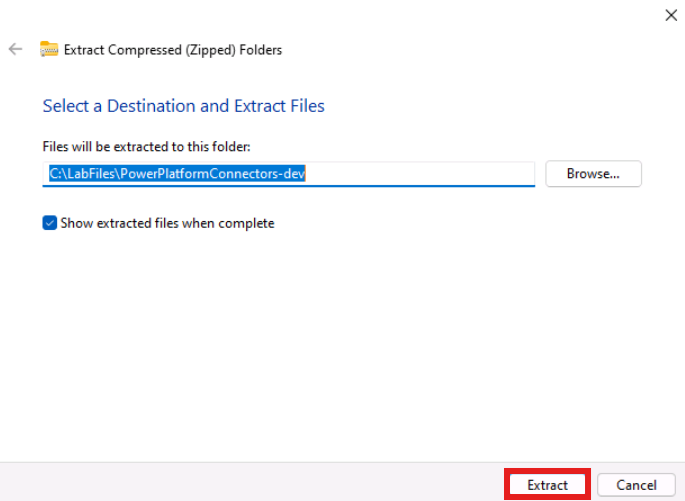 Extract Compressed (Zipped) Folders
Select a Destination and Extract Files
Files will be extracted to this folder:
C:\LabFiles\PowerPlatformConnectors-dev
Browse...
Show extracted files when complete
Extract
Cancel